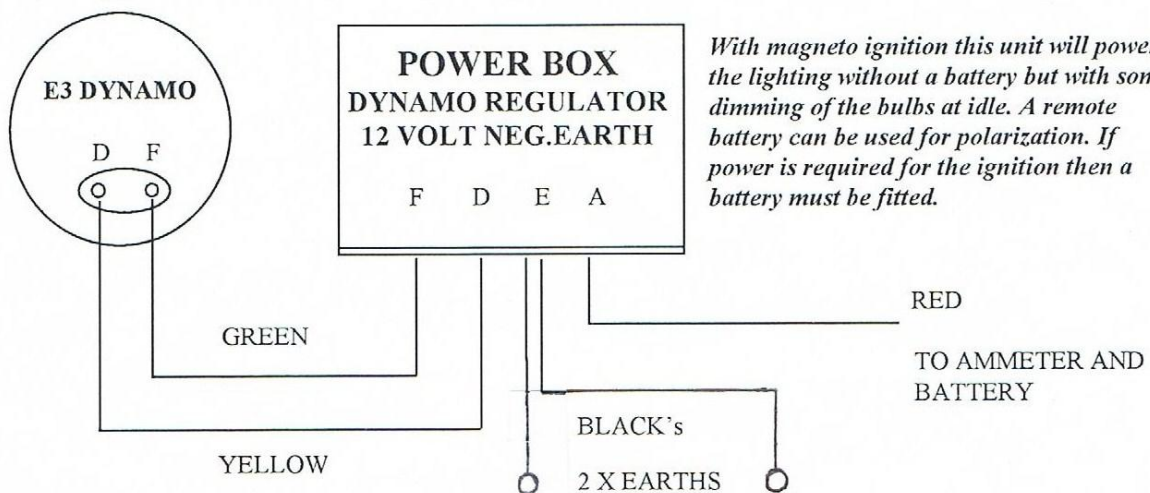 E3 DYNAMO
D F
POWER BOX
DYNAMO REGULATOR
12 VOLT NEG.EARTH
F D E A
With magneto ignition this unit will power
the lighting without a battery but with
dimming of the bulbs at idle. A remote
battery can be used for polarization. If
power is required for the ignition then a
battery must be fitted.
GREEN
YELLOW
BLACK's
2 X EARTHS
RED
TO AMMETER AND
BATTERY